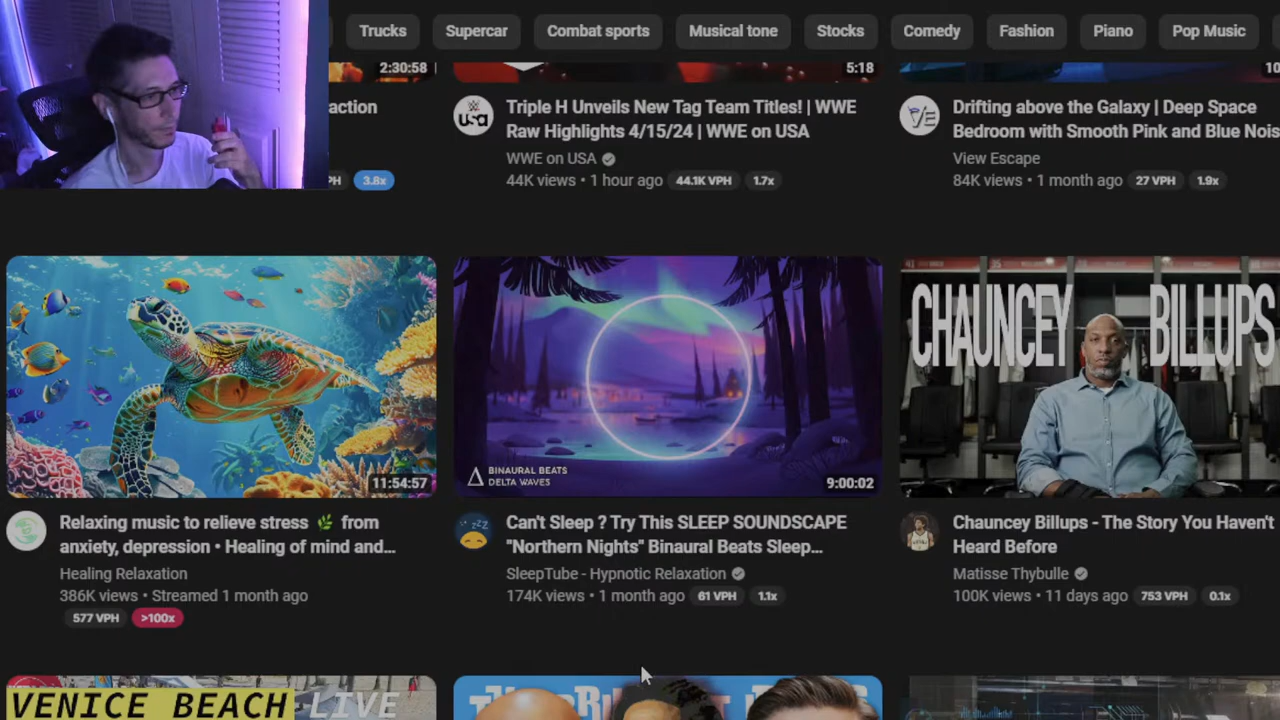 Trucks
Supercar
Combat sports
Musical tone
Stocks
Comedy
Fashion
Piano
Pop Music
2:30:58
5:18
10
action
PH
3.8x
USA
Triple H Unveils New Tag Team Titles! | WWE
Raw Highlights 4/15/24 | WWE on USA
WWE on USA
44K views • 1 hour ago 44.1K VPH 1.7x
Drifting above the Galaxy | Deep Space
Bedroom with Smooth Pink and Blue Nois
View Escape
84K views • 1 month ago 27 VPH 1.9x
11:54:57
Relaxing music to relieve stress 🌿 from
anxiety, depression • Healing of mind and...
Healing Relaxation
386K views • Streamed 1 month ago
577 VPH >100x
BINAURAL BEATS
DELTA WAVES
9:00:02
Can't Sleep ? Try This SLEEP SOUNDSCAPE
"Northern Nights" Binaural Beats Sleep...
SleepTube - Hypnotic Relaxation
174K views • 1 month ago 61 VPH 1.1x
CHAUNCEY BILLUPS
Chauncey Billups - The Story You Haven't
Heard Before
Matisse Thybulle
100K views • 11 days ago 753 VPH 0.1x
VENICE BEACH LIVE